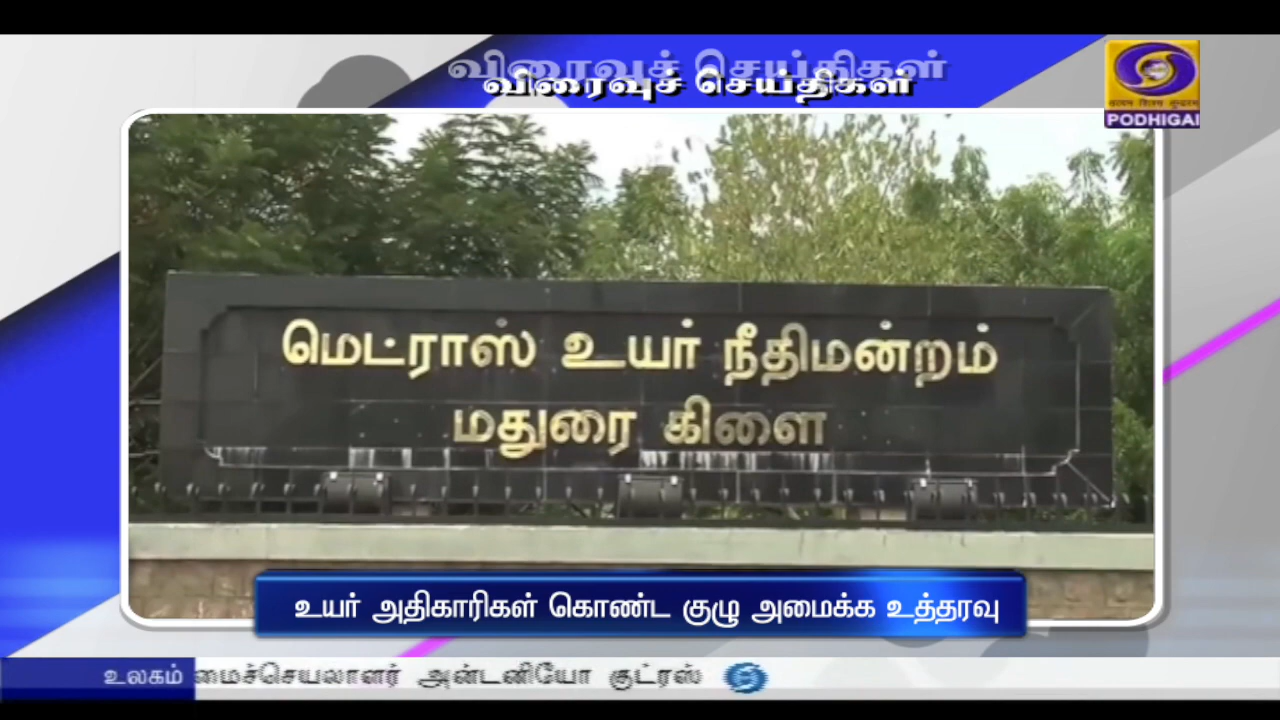 விரைவுச் செய்திகள்
PODHIGAI
மெட்ராஸ் உயர் நீதிமன்றம்
மதுரை கிளை
உயர் அதிகாரிகள் கொண்ட குழு அமைக்க உத்தரவு
உலகம் மைச்செயலாளர் அன்டனியோ குட்ரஸ்